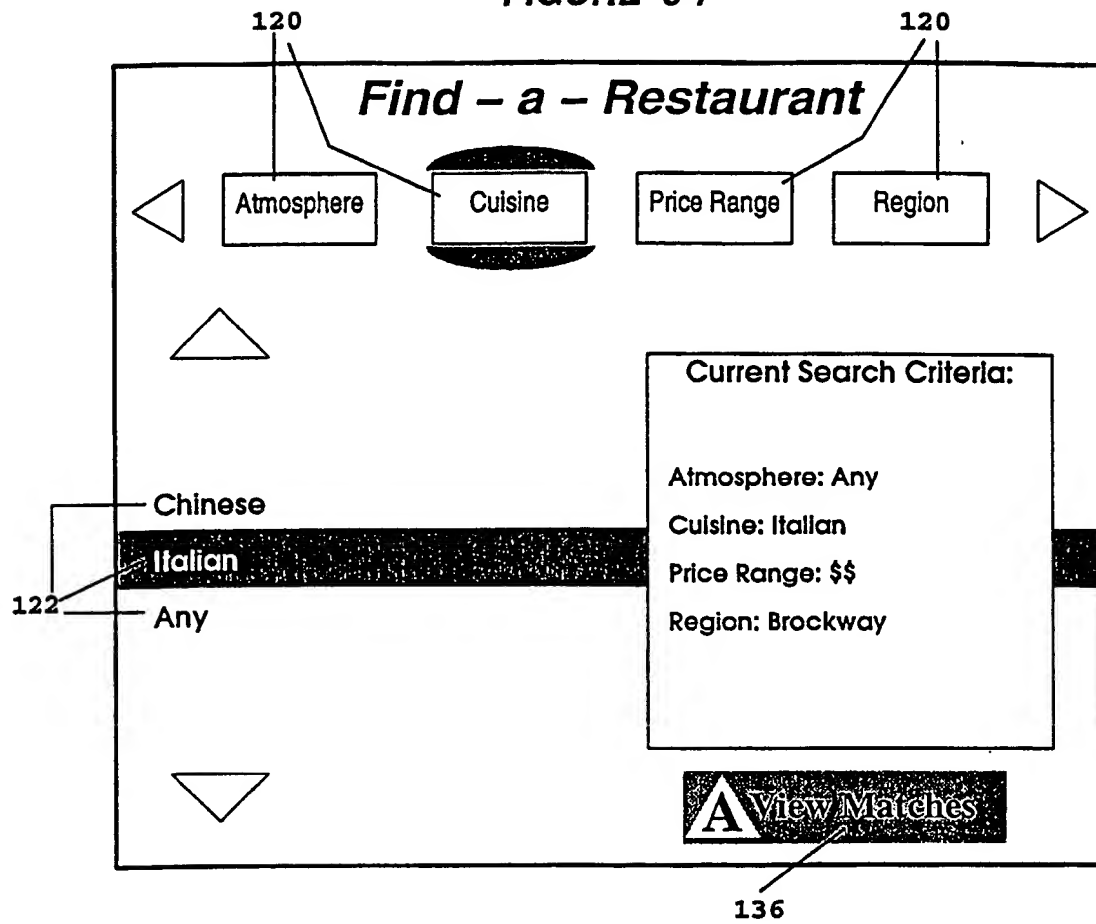 120 120
Find – a – Restaurant
Atmosphere Cuisine Price Range Region
Current Search Criteria:
Atmosphere: Any
Chinese
Cuisine: Italian
Italian
Price Range: $$
122
Any
Region: Brockway
A View Matches
136